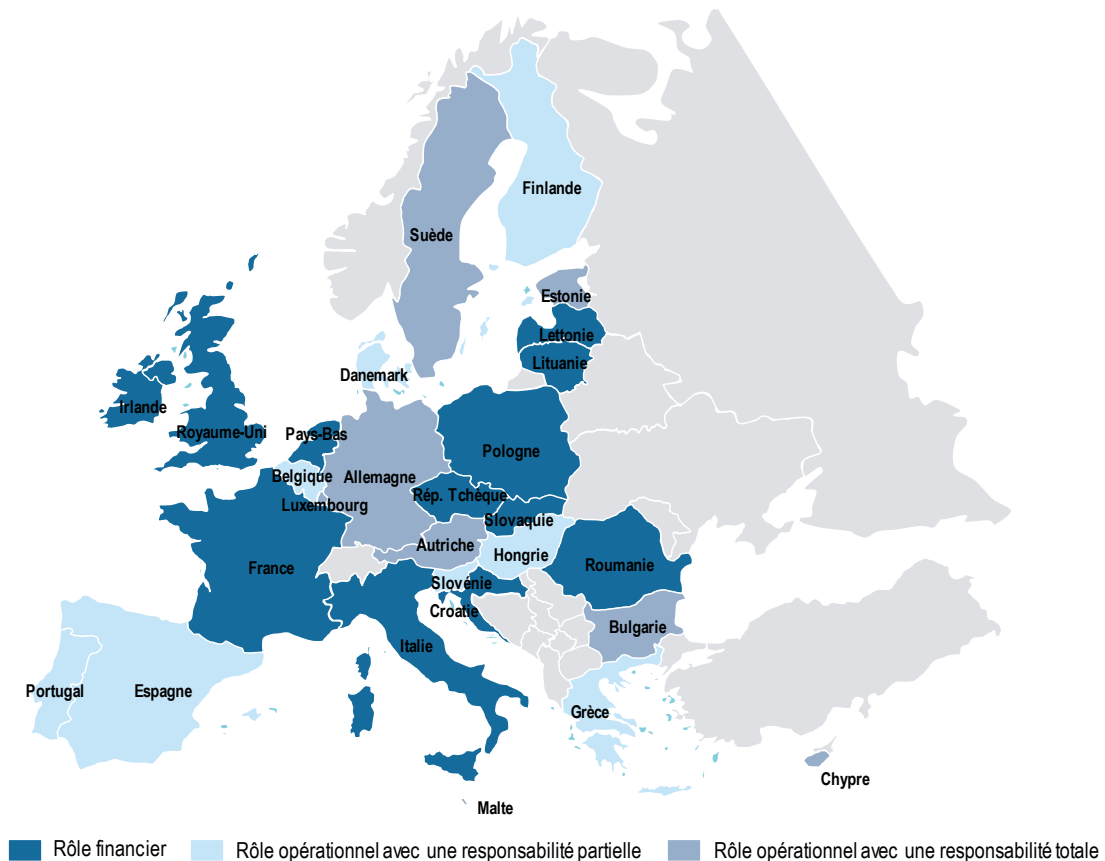 Finlande
Suède
Estonie
Lettonie
Lituanie
Danemark
Irlande
Royaume-Uni
Pays-Bas
Pologne
Belgique
Allemagne
Rép. Tchèque
Luxembourg
Slovaquie
Autriche
Hongrie
France
Roumanie
Slovénie
Croatie
Bulgarie
Italie
Portugal
Espagne
Grèce
Chypre
Malte
Rôle financier
Rôle opérationnel avec une responsabilité partielle
Rôle opérationnel avec une responsabilité totale